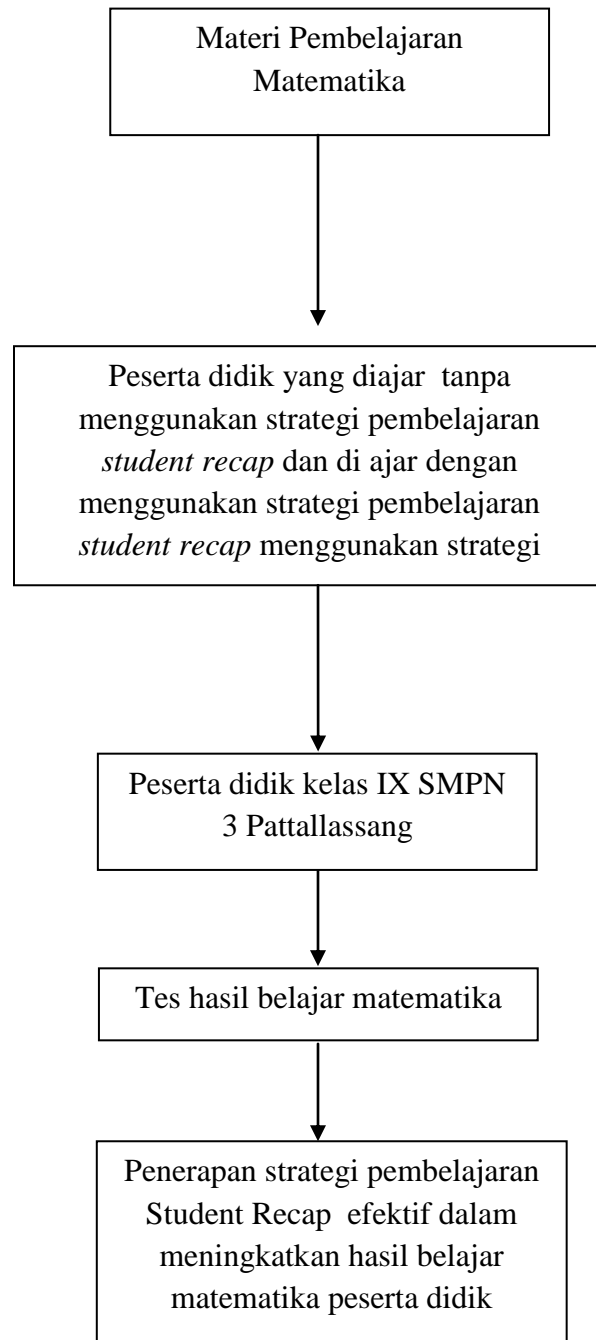 Materi Pembelajaran
Matematika
Peserta didik yang diajar tanpa
menggunakan strategi pembelajaran
student recap dan di ajar dengan
menggunakan strategi pembelajaran
student recap menggunakan strategi
Peserta didik kelas IX SMPN
3 Pattallassang
Tes hasil belajar matematika
Penerapan strategi pembelajaran
Student Recap efektif dalam
meningkatkan hasil belajar
matematika peserta didik